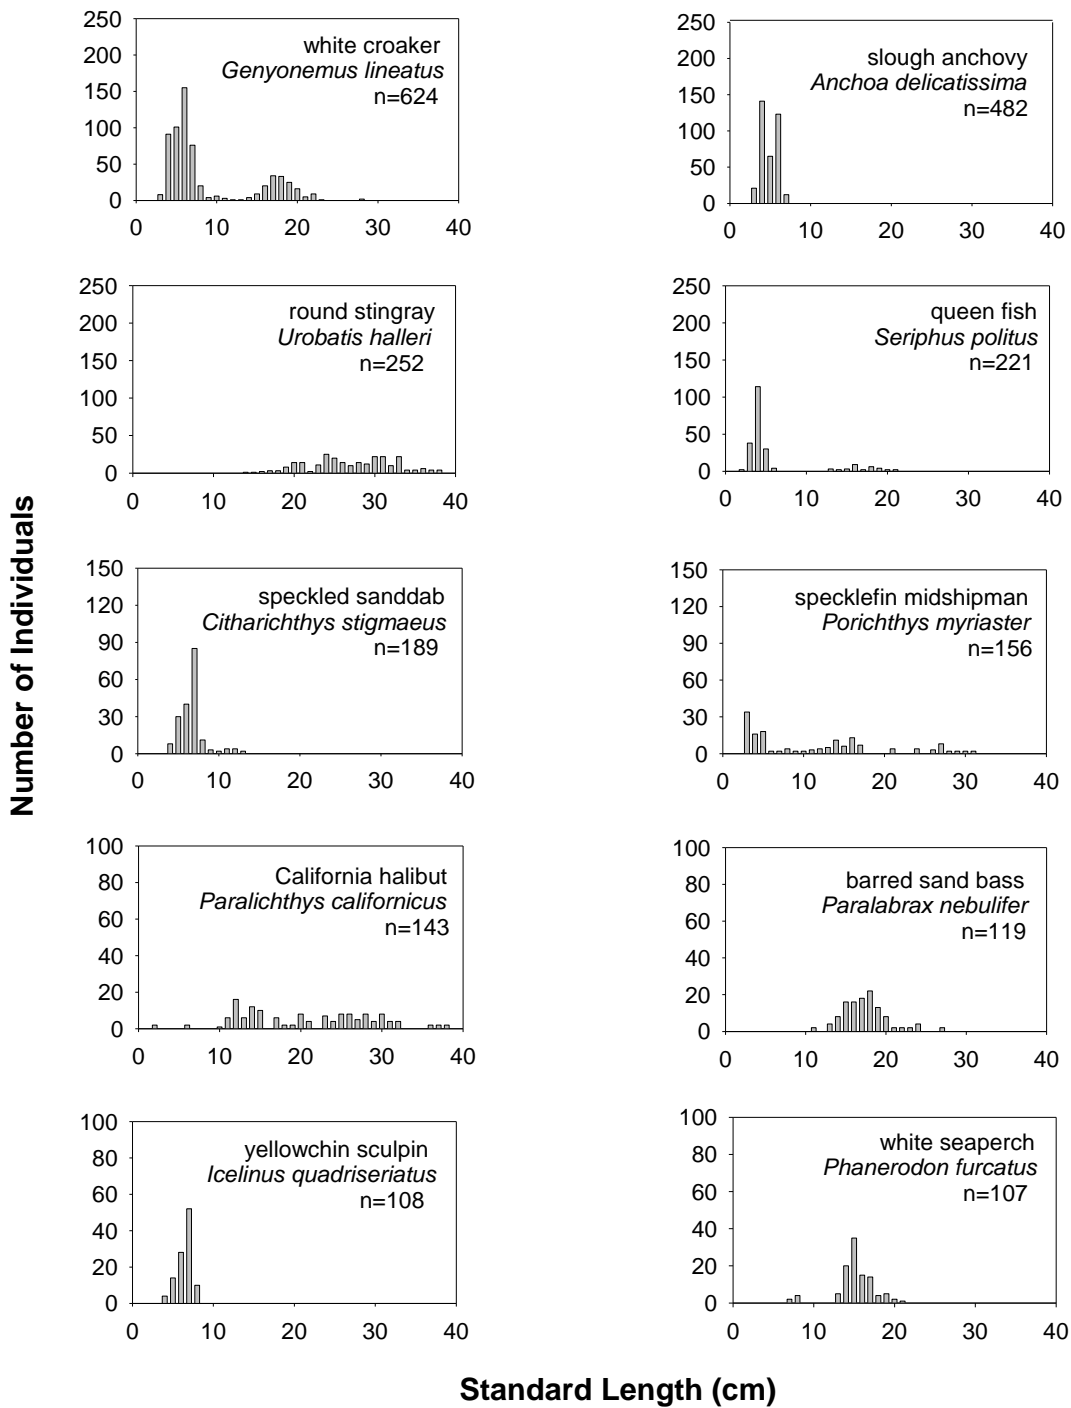 250
200
150
100
50
0
0 10 20 30 40
white croaker
Genyonemus lineatus
n=624
250
200
150
100
50
0
0 10 20 30 40
slough anchovy
Anchoa delicatissima
n=482
250
200
150
100
50
0
0 10 20 30 40
round stingray
Urobatis halleri
n=252
250
200
150
100
50
0
0 10 20 30 40
queen fish
Seriphus politus
n=221
Number of Individuals
150
120
90
60
30
0
0 10 20 30 40
speckled sanddab
Citharichthys stigmaeus
n=189
150
120
90
60
30
0
0 10 20 30 40
specklefin midshipman
Porichthys myriaster
n=156
100
80
60
40
20
0
0 10 20 30 40
California halibut
Paralichthys californicus
n=143
100
80
60
40
20
0
0 10 20 30 40
barred sand bass
Paralabrax nebulifer
n=119
100
80
60
40
20
0
0 10 20 30 40
yellowchin sculpin
Icelinus quadriseriatus
n=108
100
80
60
40
20
0
0 10 20 30 40
white seaperch
Phanerodon furcatus
n=107
Standard Length (cm)